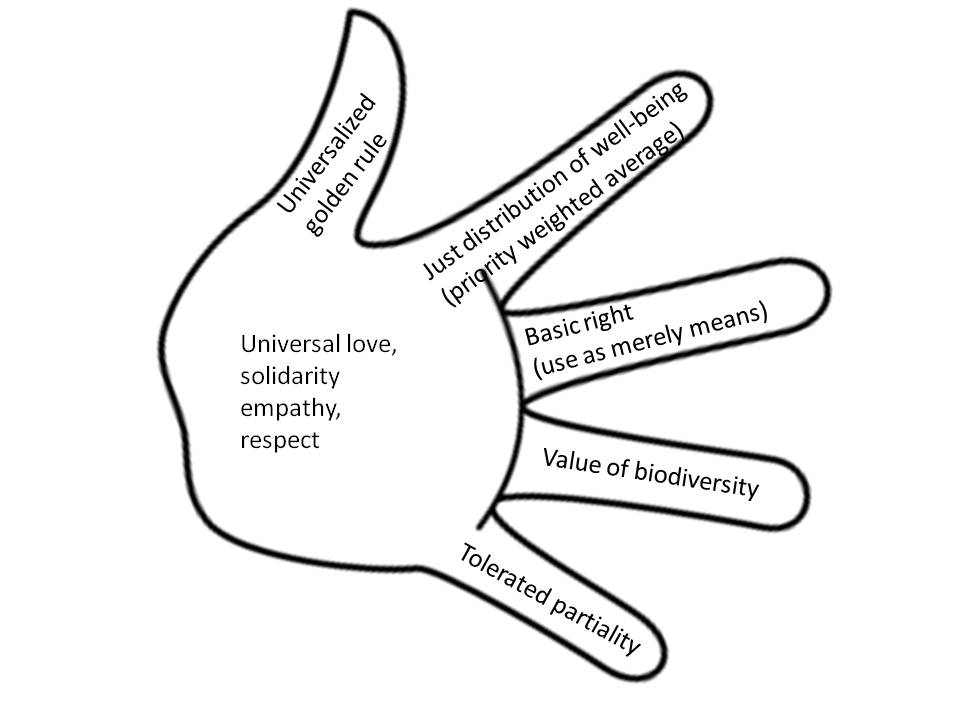 Universalized
golden rule
Just distribution of well-being
(priority weighted average)
Basic right
(use as merely means)
Value of biodiversity
Tolerated partiality
Universal love,
solidarity
empathy,
respect